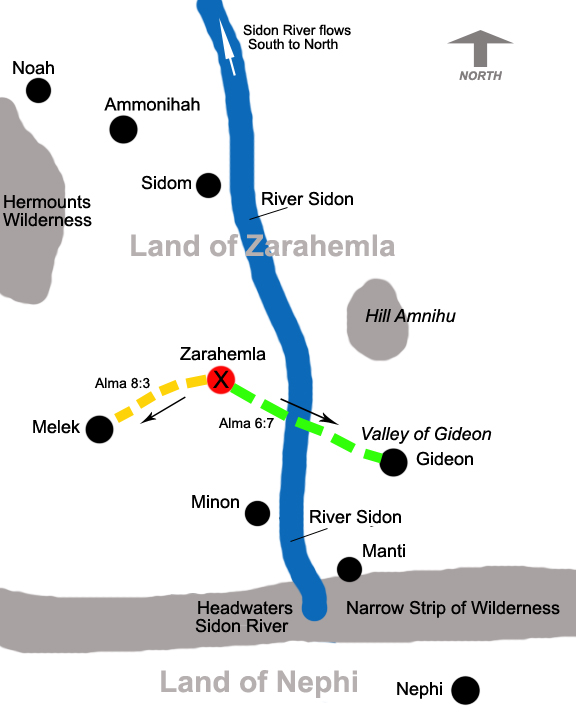 Sidon River flows
South to North
NORTH
Noah
Ammonihah
Sidom
Hermounts
Wilderness
River Sidon
Land of Zarahemla
Hill Amnihu
Zarahemla
X
Alma 8:3
Alma 6:7
Melek
Valley of Gideon
Gideon
Minon
River Sidon
Manti
Headwaters
Sidon River
Narrow Strip of Wilderness
Land of Nephi
Nephi